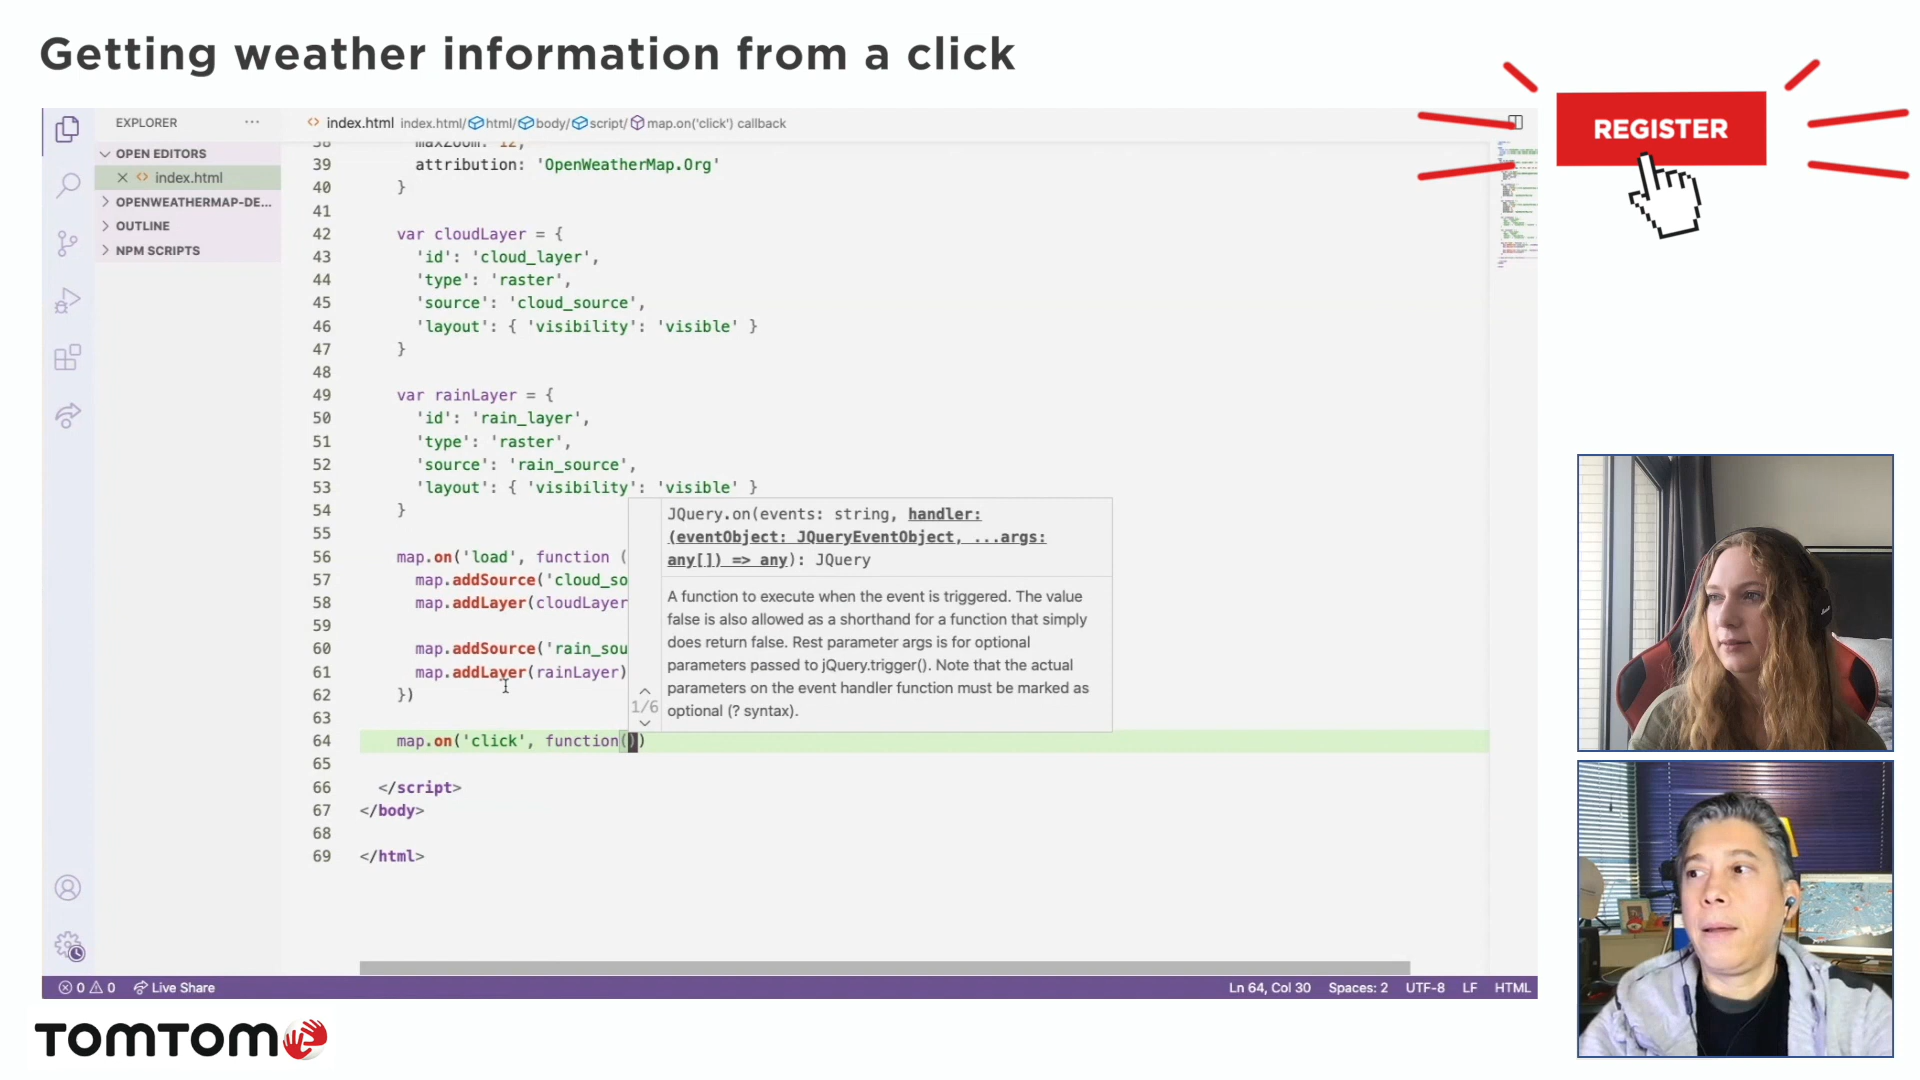 Getting weather information from a click
REGISTER
EXPLORER ...
OPEN EDITORS
index.html
OPENWEATHERMAP-DE...
OUTLINE
NPM SCRIPTS
index.html index.html/html/body/script/map.on('click') callback
38 maxZoom: 12,
39 attribution: 'OpenWeatherMap.Org'
40 }
41
42 var cloudLayer = {
43 'id': 'cloud_layer',
44 'type': 'raster',
45 'source': 'cloud_source',
46 'layout': { 'visibility': 'visible' }
47 }
48
49 var rainLayer = {
50 'id': 'rain_layer',
51 'type': 'raster',
52 'source': 'rain_source',
53 'layout': { 'visibility': 'visible' }
54 }
55
56 map.on('load', function (
57 map.addSource('cloud_so
58 map.addLayer(cloudLayer
59
60 map.addSource('rain_sou
61 map.addLayer(rainLayer)
62 })
63
64 map.on('click', function())
65
66 </script>
67 </body>
68
69 </html>
JQuery.on(events: string, handler:
(eventObject: JQueryEventObject, ...args:
any[]) => any): JQuery
A function to execute when the event is triggered. The value
false is also allowed as a shorthand for a function that simply
does return false. Rest parameter args is for optional
parameters passed to jQuery.trigger(). Note that the actual
parameters on the event handler function must be marked as
optional (? syntax).
1/6
0 0 Live Share
Ln 64, Col 30 Spaces: 2 UTF-8 LF HTML
TOMTOM